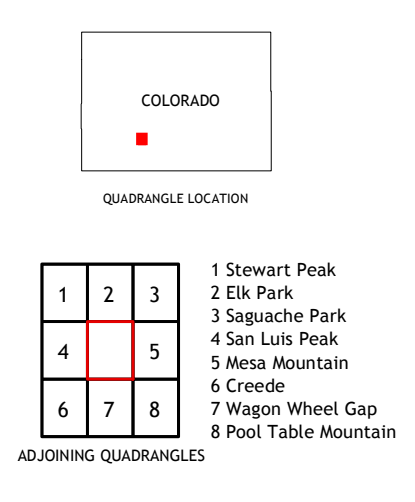 COLORADO
QUADRANGLE LOCATION
1 2 3
4 5
6 7 8
ADJOINING QUADRANGLES
1 Stewart Peak
2 Elk Park
3 Saguache Park
4 San Luis Peak
5 Mesa Mountain
6 Creede
7 Wagon Wheel Gap
8 Pool Table Mountain